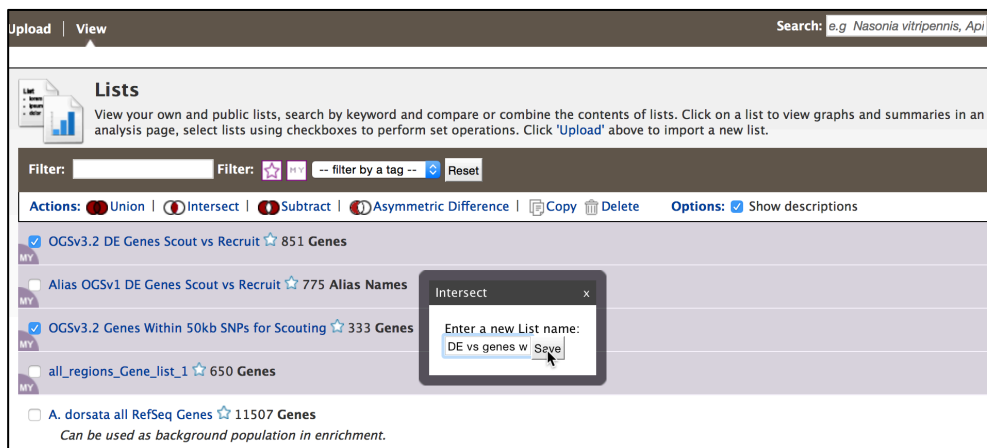 Upload | View Search: e.g Nasonia vitripennis, Api
Lists
View your own and public lists, search by keyword and compare or combine the contents of lists. Click on a list to view graphs and summaries in an
analysis page, select lists using checkboxes to perform set operations. Click 'Upload' above to import a new list.
Filter: Filter: MY -- filter by a tag -- Reset
Actions: Union | Intersect | Subtract | Asymmetric Difference | Copy Delete Options: Show descriptions
OGSv3.2 DE Genes Scout vs Recruit 851 Genes
MY
Alias OGSv1 DE Genes Scout vs Recruit 775 Alias Names
MY
OGSv3.2 Genes Within 50kb SNPs for Scouting 333 Genes
MY
all_regions_Gene_list_1 650 Genes
MY
A. dorsata all RefSeq Genes 11507 Genes
Can be used as background population in enrichment.
Intersect x
Enter a new List name:
DE vs genes w Save